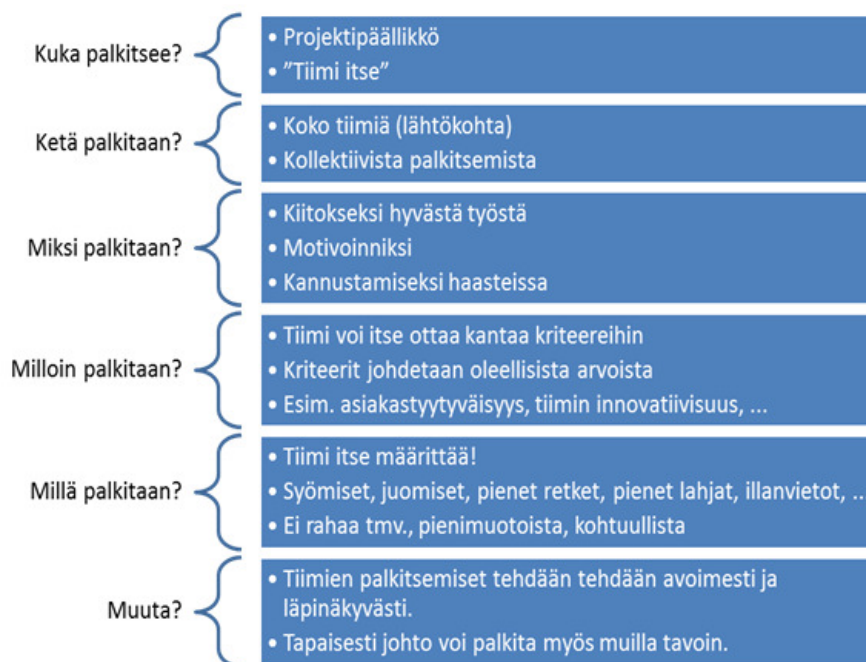 Kuka palkitsee?
• Projektipäällikkö
• ”Tiimi itse”
Ketä palkitaan?
• Koko tiimiä (lähtökohta)
• Kollektiivista palkitsemista
Miksi palkitaan?
• Kiitokseksi hyvästä työstä
• Motivoinniksi
• Kannustamiseksi haasteissa
Milloin palkitaan?
• Tiimi voi itse ottaa kantaa kriteereihin
• Kriteerit johdetaan oleellisista arvoista
• Esim. asiakastyytyväisyys, tiimin innovatiivisuus, ...
Millä palkitaan?
• Tiimi itse määrittää!
• Syömiset, juomiset, pienet retket, pienet lahjat, illanvietot, ..
• Ei rahaa tmv., pienimuotoista, kohtuullista
Muuta?
• Tiimien palkitsemiset tehdään tehdään avoimesti ja
läpinäkyvästi.
• Tapaisesti johto voi palkita myös muilla tavoin.